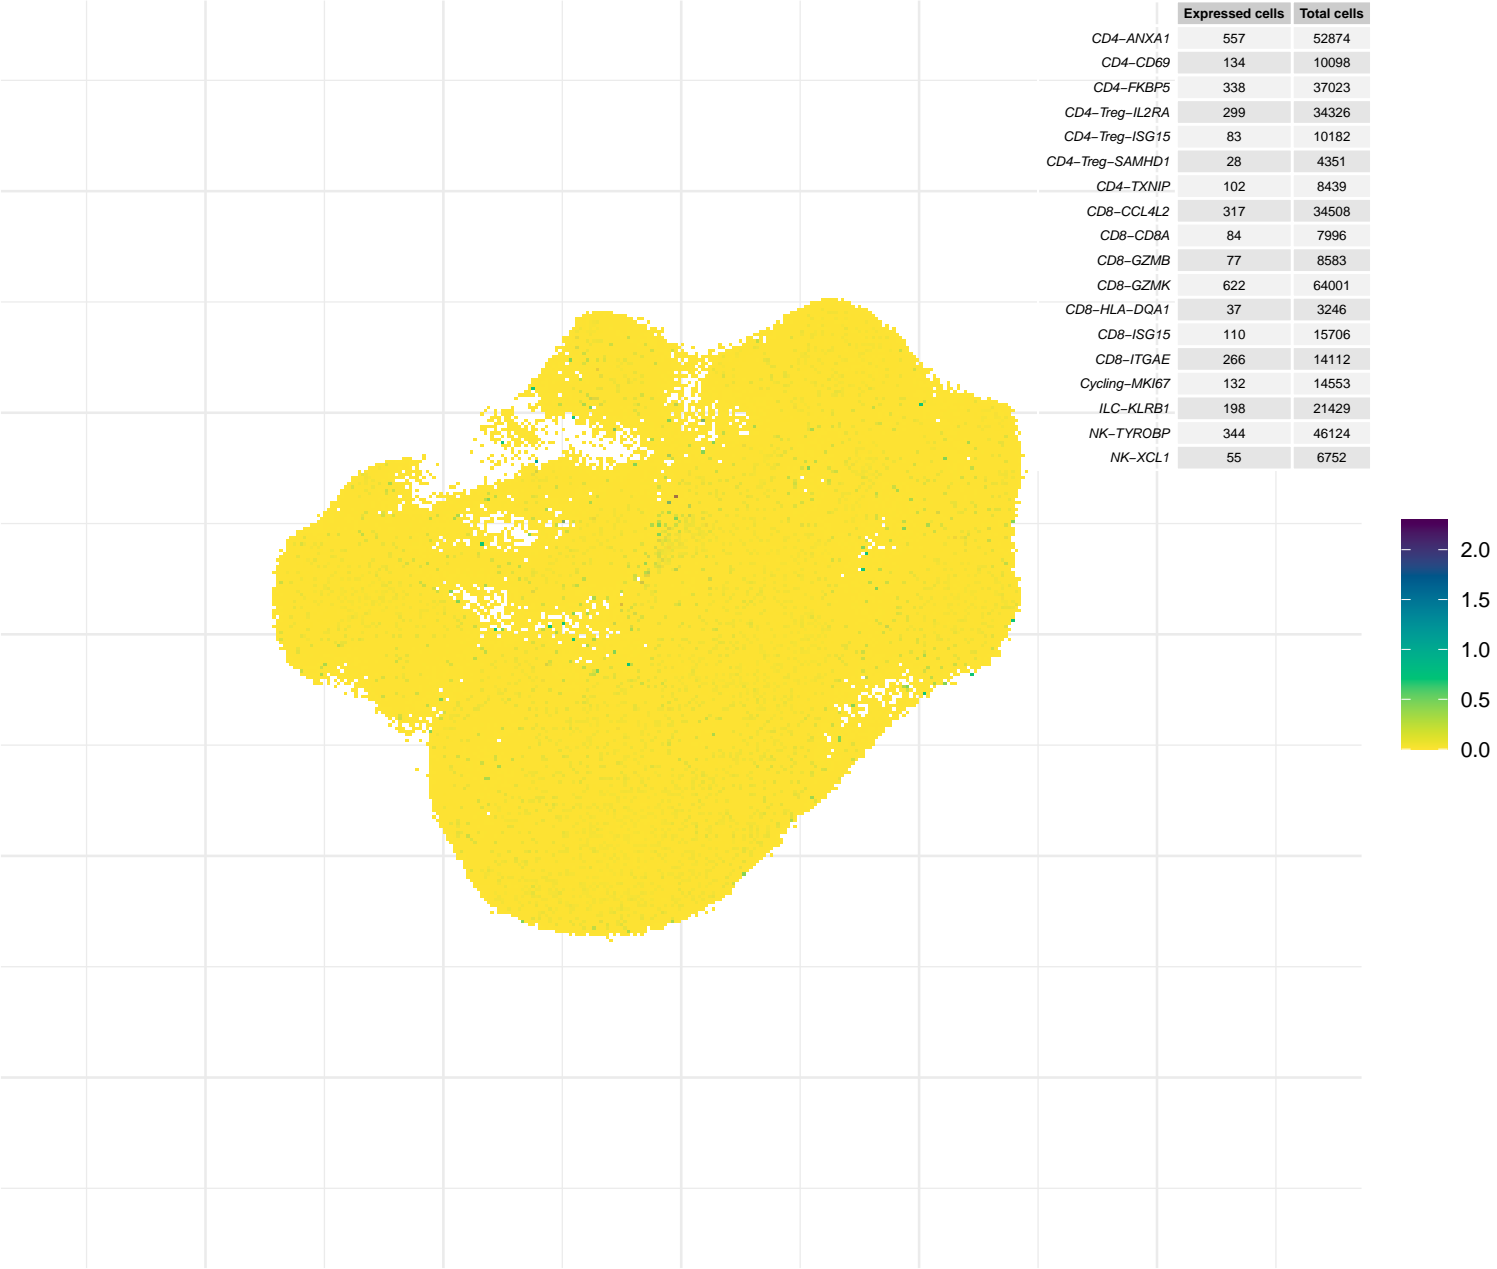 Expressed cells Total cells
CD4−ANXA1 557 52874
CD4−CD69 134 10098
CD4−FKBP5 338 37023
CD4−Treg−IL2RA 299 34326
CD4−Treg−ISG15 83 10182
CD4−Treg−SAMHD1 28 4351
CD4−TXNIP 102 8439
CD8−CCL4L2 317 34508
CD8−CD8A 84 7996
CD8−GZMB 77 8583
CD8−GZMK 622 64001
CD8−HLA−DQA1 37 3246
CD8−ISG15 110 15706
CD8−ITGAE 266 14112
Cycling−MKI67 132 14553
ILC−KLRB1 198 21429
NK−TYROBP 344 46124
NK−XCL1 55 6752
2.0
1.5
1.0
0.5
0.0